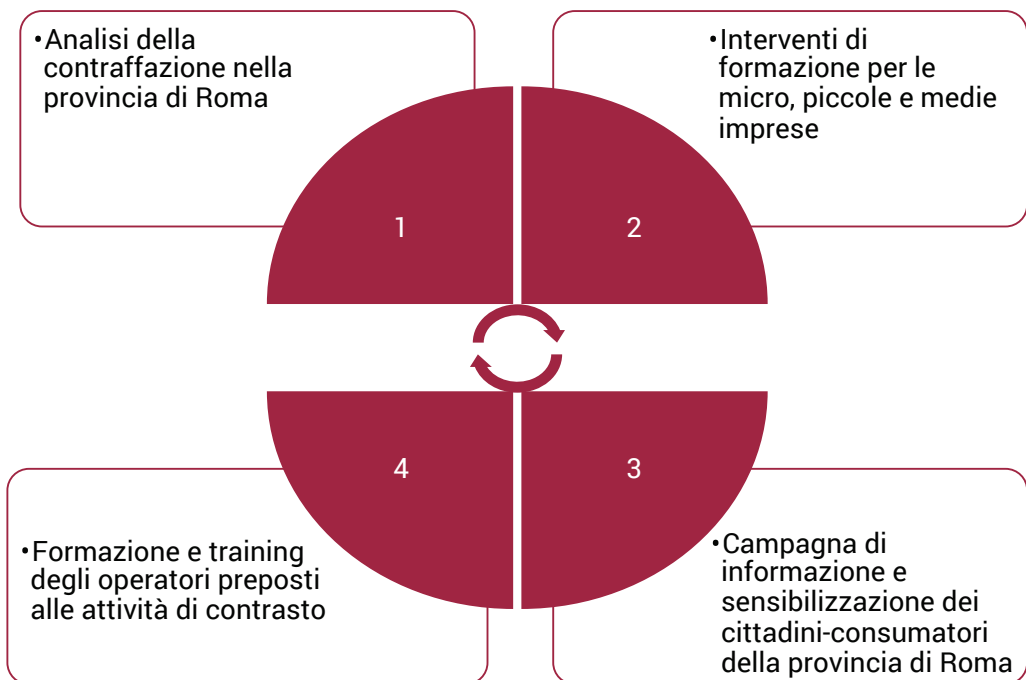 •Analisi della
contraffazione nella
provincia di Roma
•Interventi di
formazione per le
micro, piccole e medie
imprese
1
2
4
3
•Formazione e training
degli operatori preposti
alle attività di contrasto
•Campagna di
informazione e
sensibilizzazione dei
cittadini-consumatori
della provincia di Roma